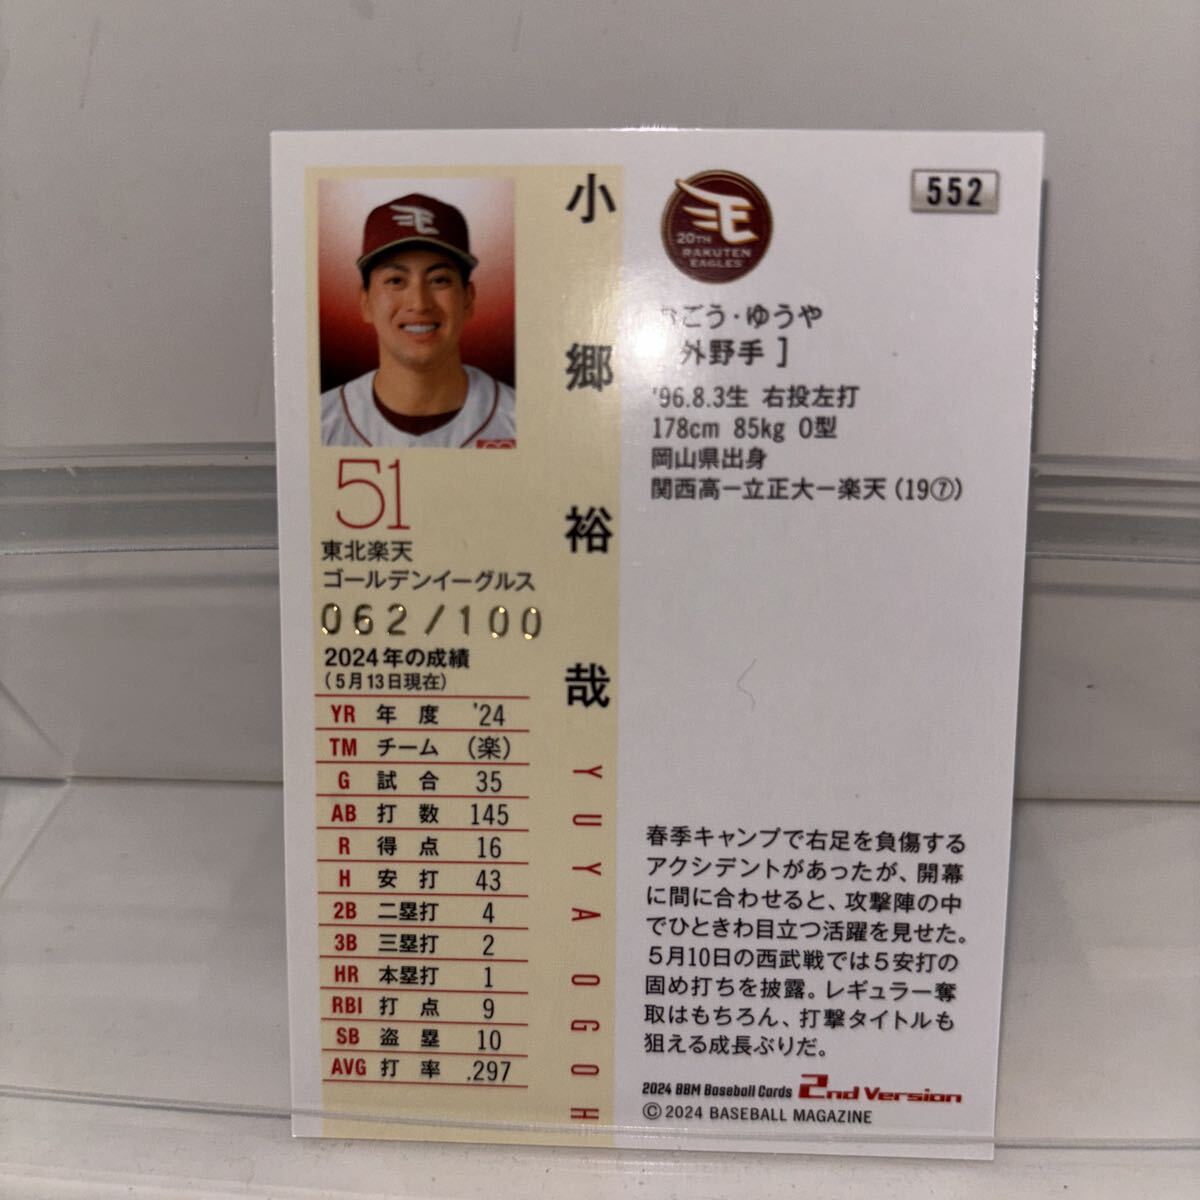 小郷裕哉
YUYA OGOH
20TH
RAKUTEN
EAGLES
552
ごう・ゆうや
外野手]
'96.8.3生 右投左打
178cm 85kg O型
岡山県出身
関西高ー立正大ー楽天(19⑦)
51
東北楽天
ゴールデンイーグルス
062/100
2024年の成績
(5月13日現在)
YR 年度 '24
TM チーム (楽)
G 試合 35
AB 打数 145
R 得点 16
H 安打 43
2B 二塁打 4
3B 三塁打 2
HR 本塁打 1
RBI 打点 9
SB 盗塁 10
AVG 打率 .297
春季キャンプで右足を負傷する
アクシデントがあったが、開幕
に間に合わせると、攻撃陣の中
でひときわ目立つ活躍を見せた。
5月10日の西武戦では5安打の
固め打ちを披露。レギュラー奪
取はもちろん、打撃タイトルも
狙える成長ぶりだ。
2024 BBM Baseball Cards 2nd Version
©2024 BASEBALL MAGAZINE